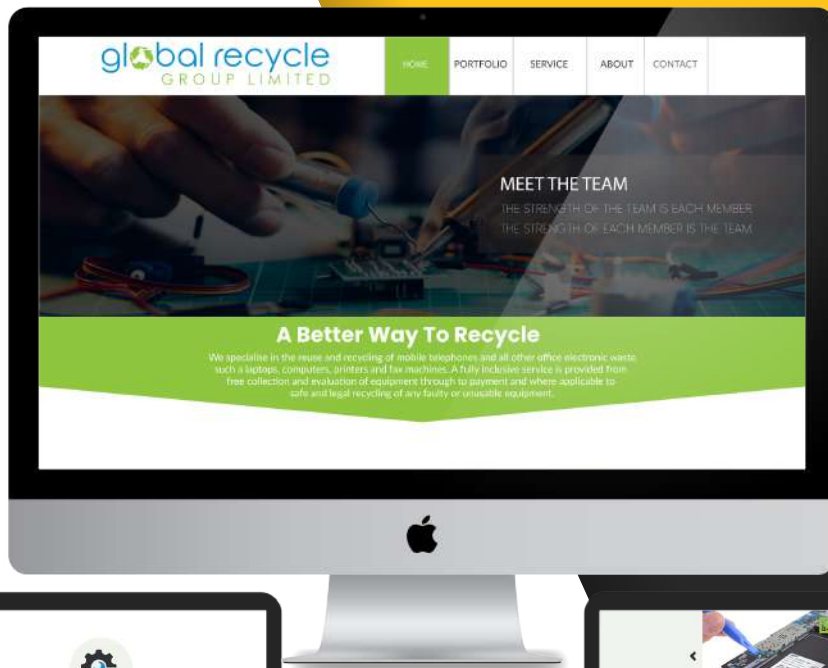 global recycle
GROUP LIMITED
HOME PORTFOLIO SERVICE ABOUT CONTACT
MEET THE TEAM
THE STRENGTH OF THE TEAM IS EACH MEMBER.
THE STRENGTH OF EACH MEMBER IS THE TEAM.
A Better Way To Recycle
We specialise in the reuse and recycling of mobile telephones and all other office electronic waste
such a laptops, computers, printers and fax machines. A fully inclusive service is provided from
free collection and evaluation of equipment through to payment and where applicable to
safe and legal recycling of any faulty or unusable equipment.